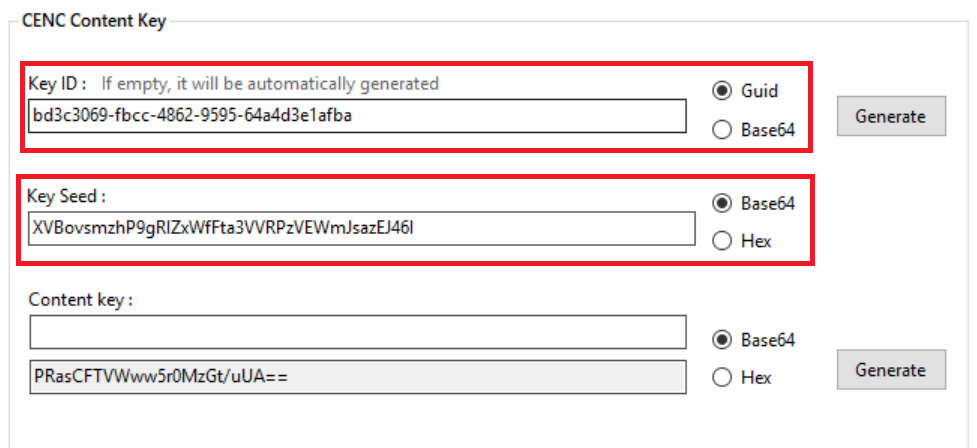 CENC Content Key
Key ID : If empty, it will be automatically generated
Guid
bd3c3069-fbcc-4862-9595-64a4d3e1afba
Base64
Generate
Key Seed :
Base64
XVBovsmzhP9gRIZxWfFta3VVRPzVEWmJsazEJ46I
Hex
Content key :
Base64
PRasCFTVWww5r0MzGt/uUA==
Hex
Generate